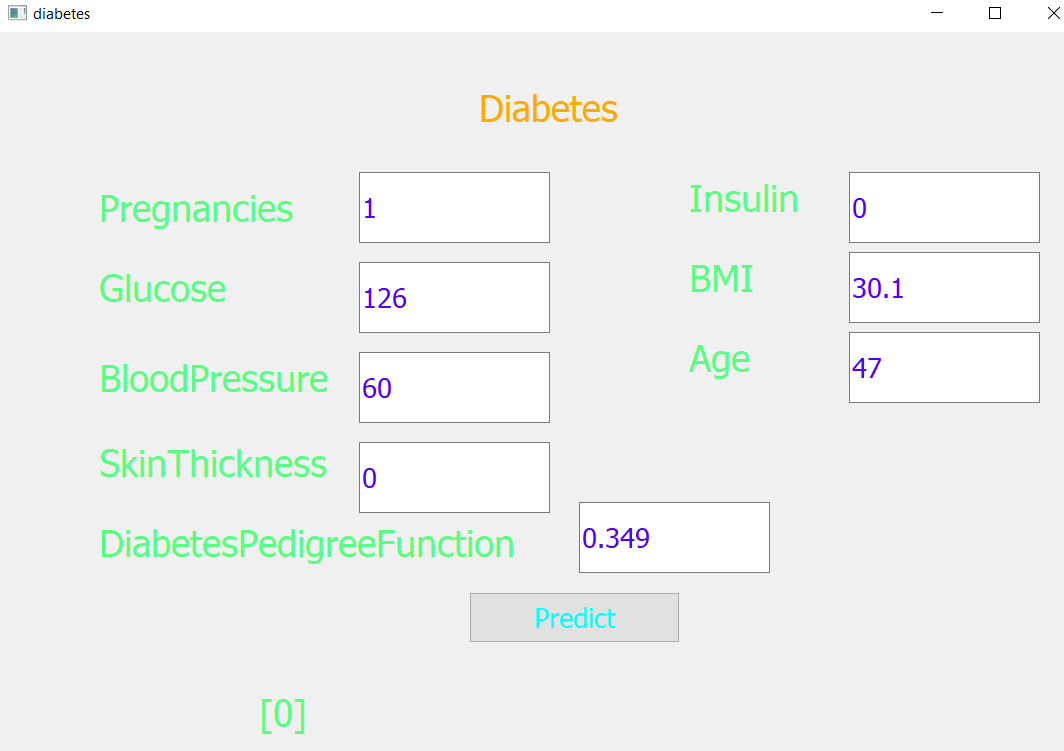 diabetes
Diabetes
Pregnancies 1
Insulin 0
Glucose 126
BMI 30.1
BloodPressure 60
Age 47
SkinThickness 0
DiabetesPedigreeFunction 0.349
Predict
[0]